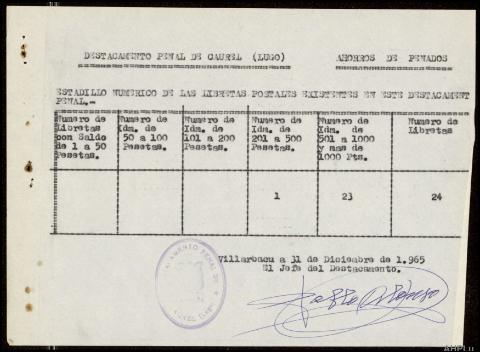 DESTACAMENTO PENAL DE CAUREL (LUGO) AHORROS DE PENADOS
ESTADILLO NUMERICO DE LAS LIBRETAS POSTALES EXISTENTES EN ESTE DESTACAMENT
PENAL.-
Numero de Libretas con Saldo de 1 a 50 Pesetas.
Numero de Idm. de 50 a 100 Pesetas.
Numero de Idm. de 101 a 200 Pesetas.
Numero de Idm. de 201 a 500 Pesetas.
Numero de Idm. de 501 a 1000 y mas de 1000 Pts.
Numero de Libretas
1 23 24
Villarbacu a 31 de Diciembre de 1.965
El Jefe del Destacamento.